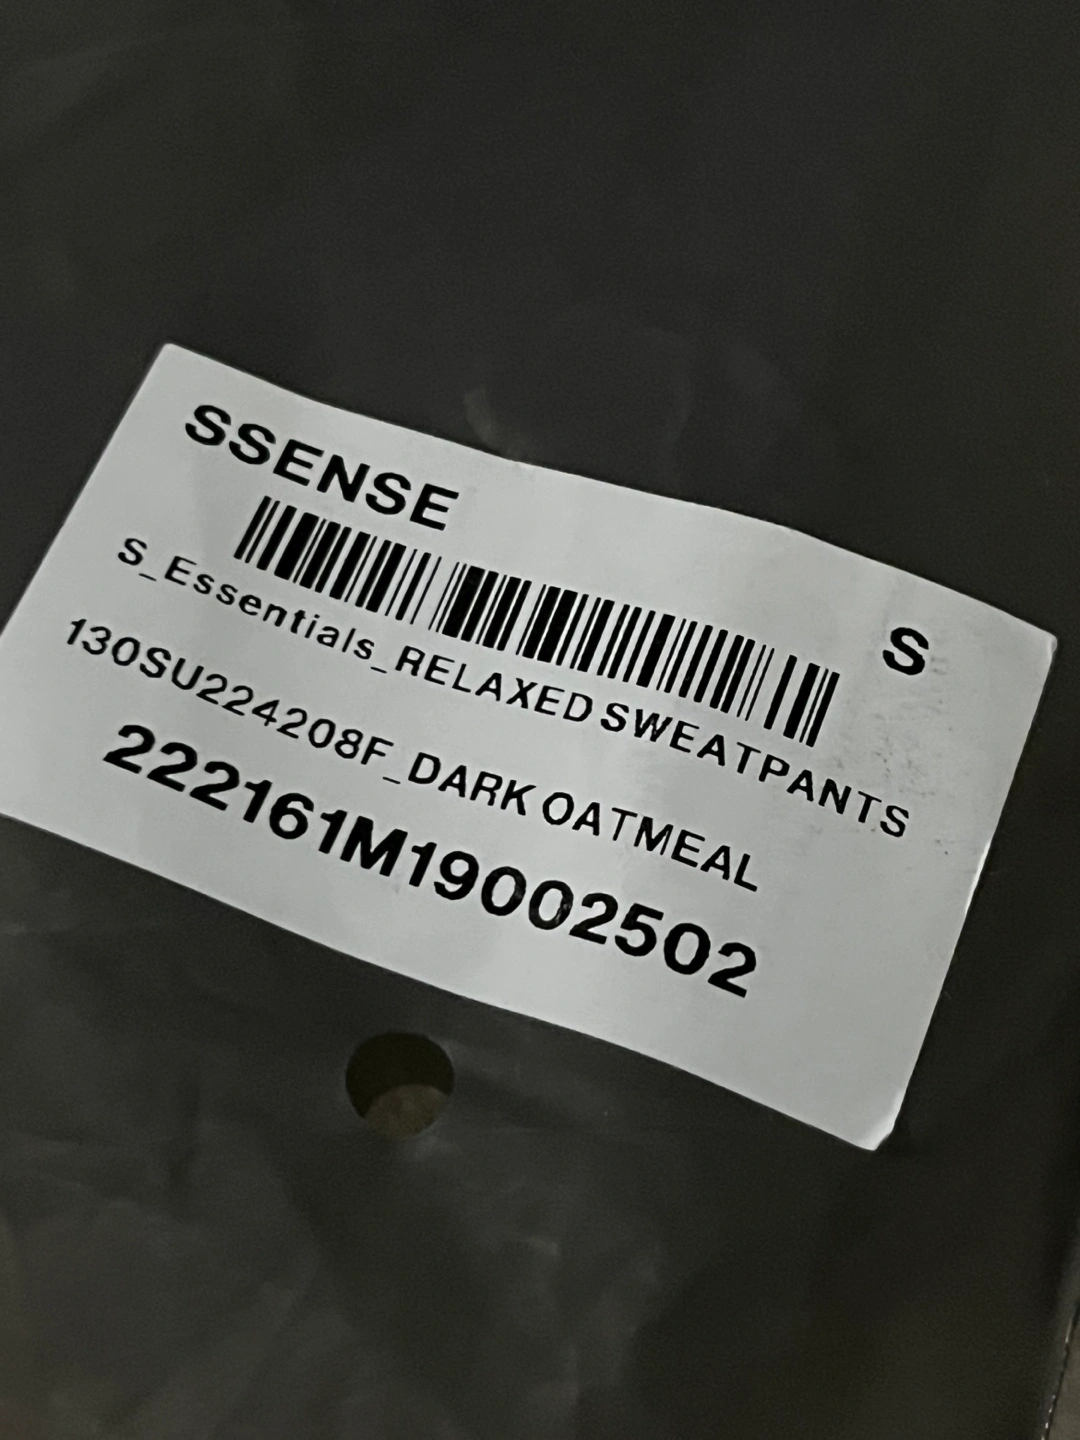 SSENSE
S
S_Essentials_RELAXED SWEATPANTS
130SU224208F_DARK OATMEAL
222161M19002502